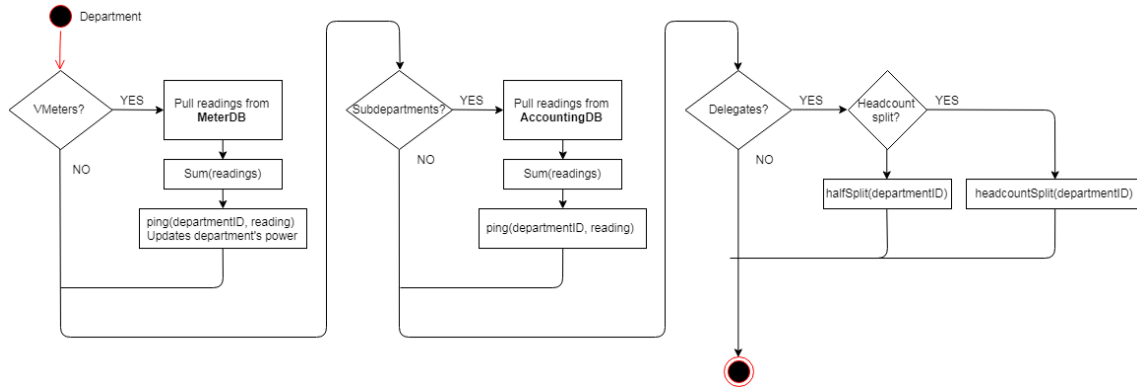 Department
VMeters?
YES
NO
Pull readings from
MeterDB
Sum(readings)
ping(departmentID, reading)
Updates department's power
Subdepartments?
YES
NO
Pull readings from
AccountingDB
Sum(readings)
ping(departmentID, reading)
Delegates?
YES
NO
Headcount
split?
YES
halfSplit(departmentID)
headcountSplit(departmentID)